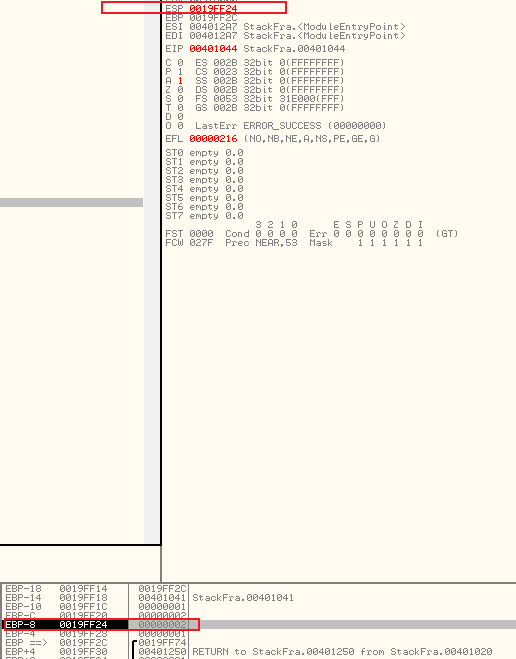 ESP 0019FF24
EBP 0019FF2C
ESI 004012A7 StackFra.<ModuleEntryPoint>
EDI 004012A7 StackFra.<ModuleEntryPoint>
EIP 00401044 StackFra.00401044
C 0 ES 002B 32bit 0(FFFFFFFF)
P 1 CS 0023 32bit 0(FFFFFFFF)
A 1 SS 002B 32bit 0(FFFFFFFF)
Z 0 DS 002B 32bit 0(FFFFFFFF)
S 0 FS 0053 32bit 31E000(FFF)
T 0 GS 002B 32bit 0(FFFFFFFF)
D 0
O 0 LastErr ERROR_SUCCESS (00000000)
EFL 00000216 (NO,NB,NE,A,NS,PE,GE,G)
ST0 empty 0.0
ST1 empty 0.0
ST2 empty 0.0
ST3 empty 0.0
ST4 empty 0.0
ST5 empty 0.0
ST6 empty 0.0
ST7 empty 0.0
3 2 1 0 E S P U O Z D I
FST 0000 Cond 0 0 0 0 Err 0 0 0 0 0 0 0 0 (GT)
FCW 027F Prec NEAR,53 Mask 1 1 1 1 1 1
EBP-18 0019FF14 0019FF2C
EBP-14 0019FF18 00401041 StackFra.00401041
EBP-10 0019FF1C 00000001
EBP-C 0019FF20 00000002
EBP-8 0019FF24 00000002
EBP-4 0019FF28 00000001
EBP ==> 0019FF2C 0019FF74
EBP+4 0019FF30 00401250 RETURN to StackFra.00401250 from StackFra.00401020